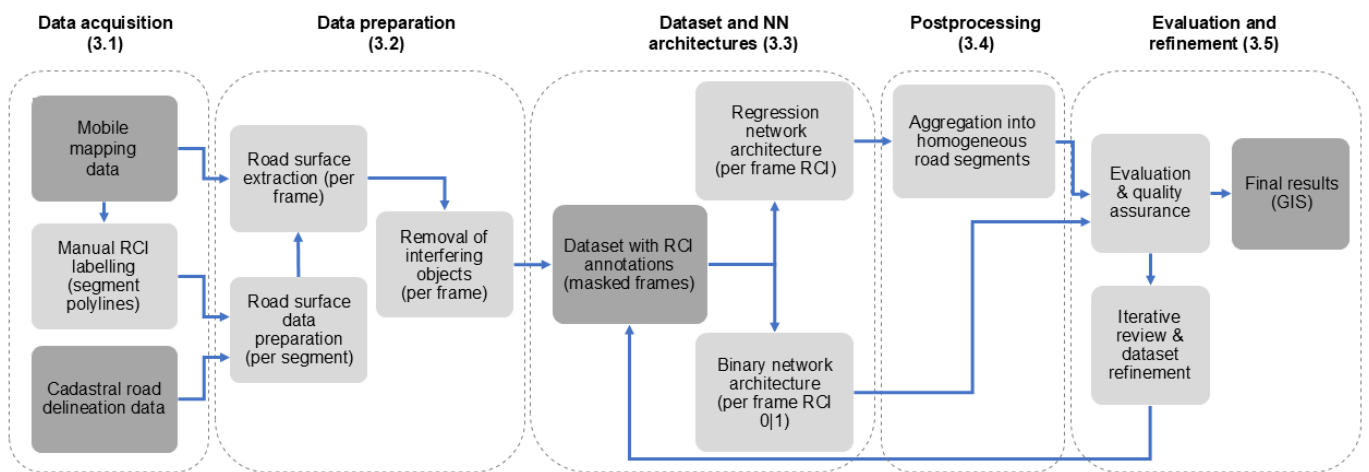 Data acquisition
(3.1)
Data preparation
(3.2)
Dataset and NN
architectures (3.3)
Postprocessing
(3.4)
Evaluation and
refinement (3.5)
Mobile
mapping
data
Manual RCI
labelling
(segment
polylines)
Cadastral road
delineation data
Road surface
extraction (per
frame)
Road surface
data
preparation
(per segment)
Removal of
interfering
objects
(per frame)
Dataset with RCI
annotations
(masked frames)
Regression
network
architecture
(per frame RCI)
Binary network
architecture
(per frame RCI
0|1)
Aggregation into
homogeneous
road segments
Evaluation
& quality
assurance
Iterative
review &
dataset
refinement
Final results
(GIS)